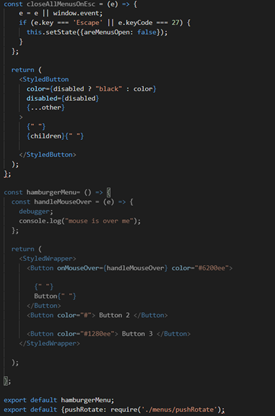 const closeAllMenusOnEsc = (e) => {
e = e || window.event;
if (e.key === 'Escape' || e.keyCode === 27) {
this.setState({areMenusOpen: false});
}
};
return (
<StyledButton
color={disabled ? "black" : color}
disabled={disabled}
{...other}
>
{" "}
{children}{" "}
</StyledButton>
);
};
const hamburgerMenu= () => {
const handleMouseOver = (e) => {
debugger;
console.log("mouse is over me");
};
return (
<StyledWrapper>
<Button onMouseOver={handleMouseOver} color="#6200ee">
{" "}
Button{" "}
</Button>
<Button color="#"> Button 2 </Button>
<Button color="#1280ee"> Button 3 </Button>
</StyledWrapper>
);
};
export default hamburgerMenu;
export default {pushRotate: require('./menus/pushRotate');